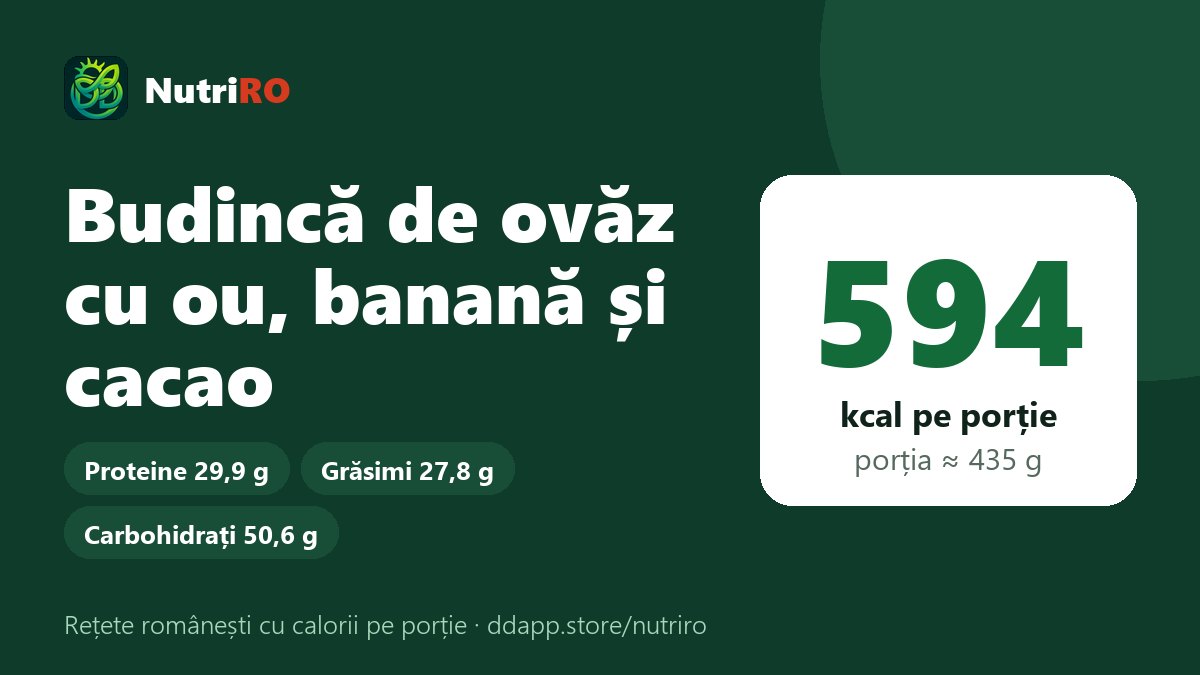 NutriRO
Budincă de ovăz
cu ou, banană și
cacao
Proteine 29,9 g
Grăsimi 27,8 g
Carbohidrați 50,6 g
594
kcal pe porție
porția ≈ 435 g
Rețete românești cu calorii pe porție · ddapp.store/nutriro